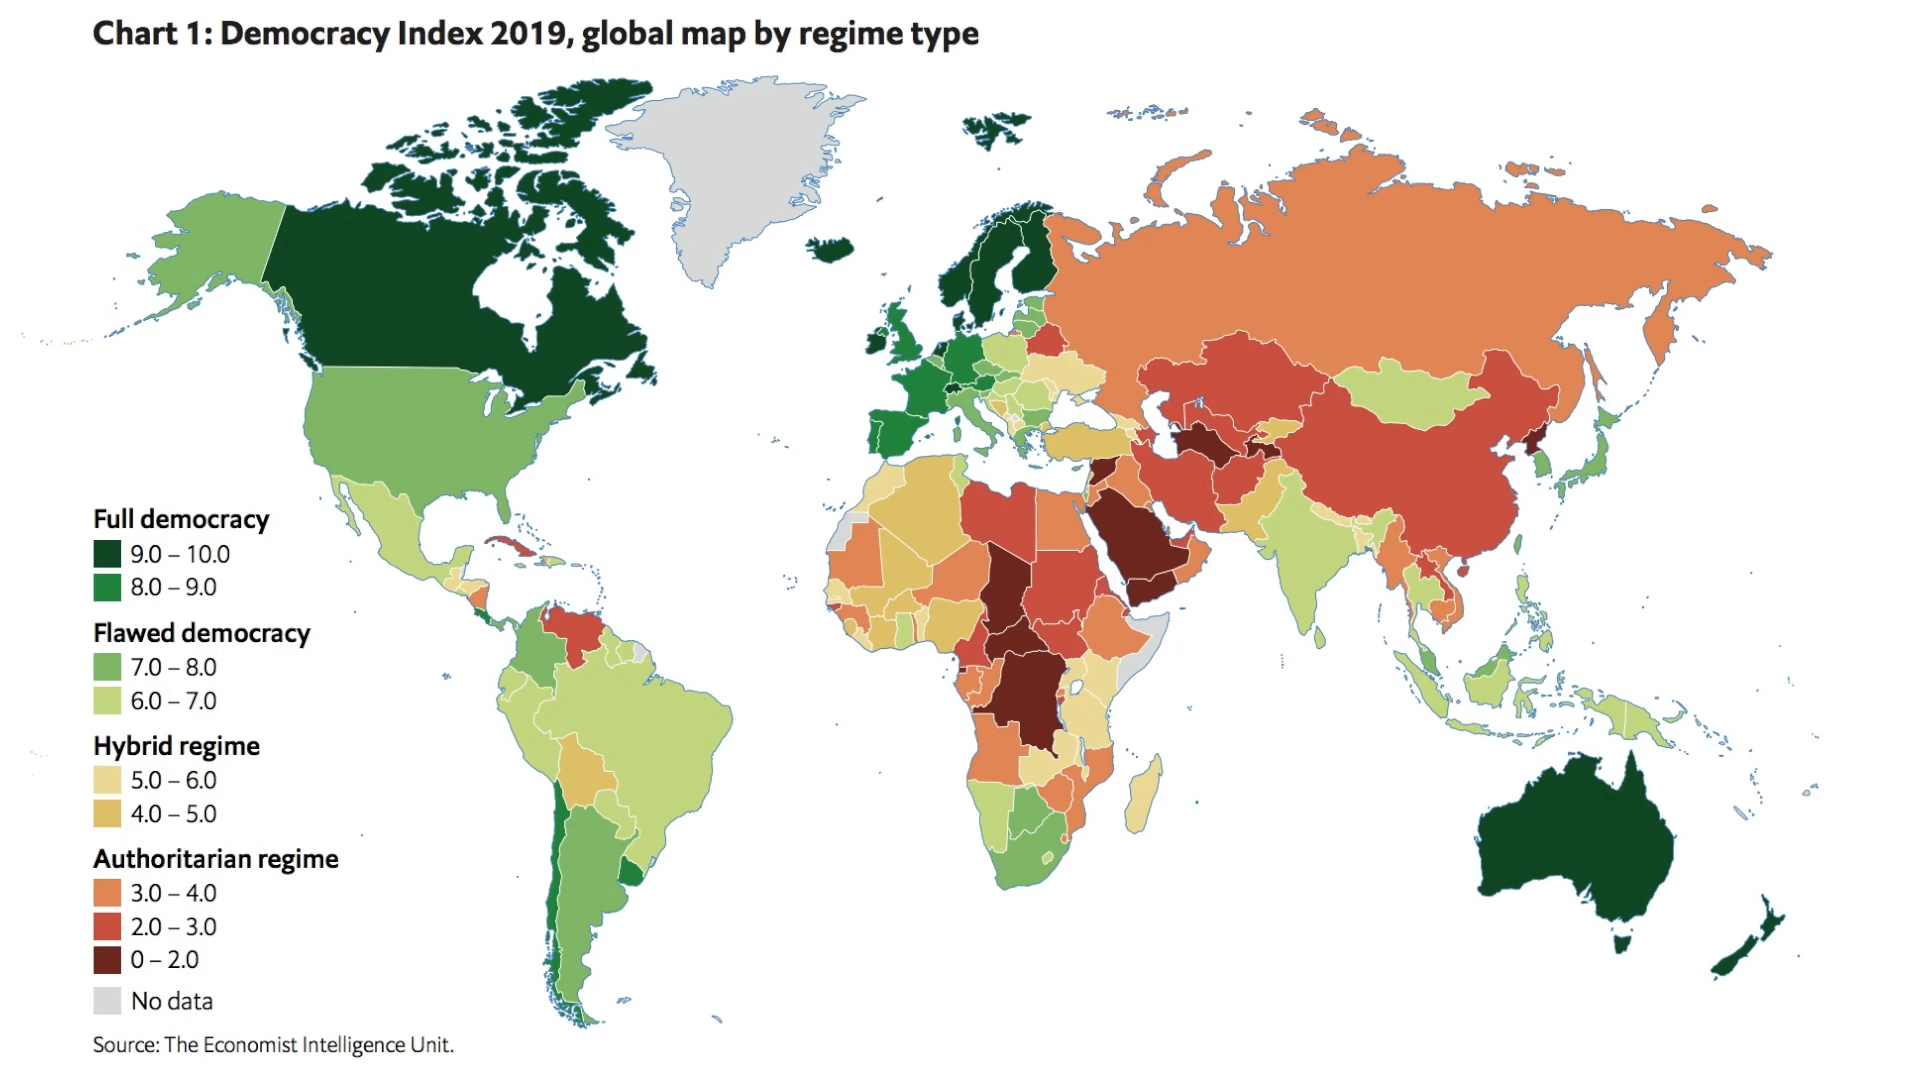 Chart 1: Democracy Index 2019, global map by regime type
Full democracy
9.0 – 10.0
8.0 – 9.0
Flawed democracy
7.0 – 8.0
6.0 – 7.0
Hybrid regime
5.0 – 6.0
4.0 – 5.0
Authoritarian regime
3.0 – 4.0
2.0 – 3.0
0 – 2.0
No data
Source: The Economist Intelligence Unit.